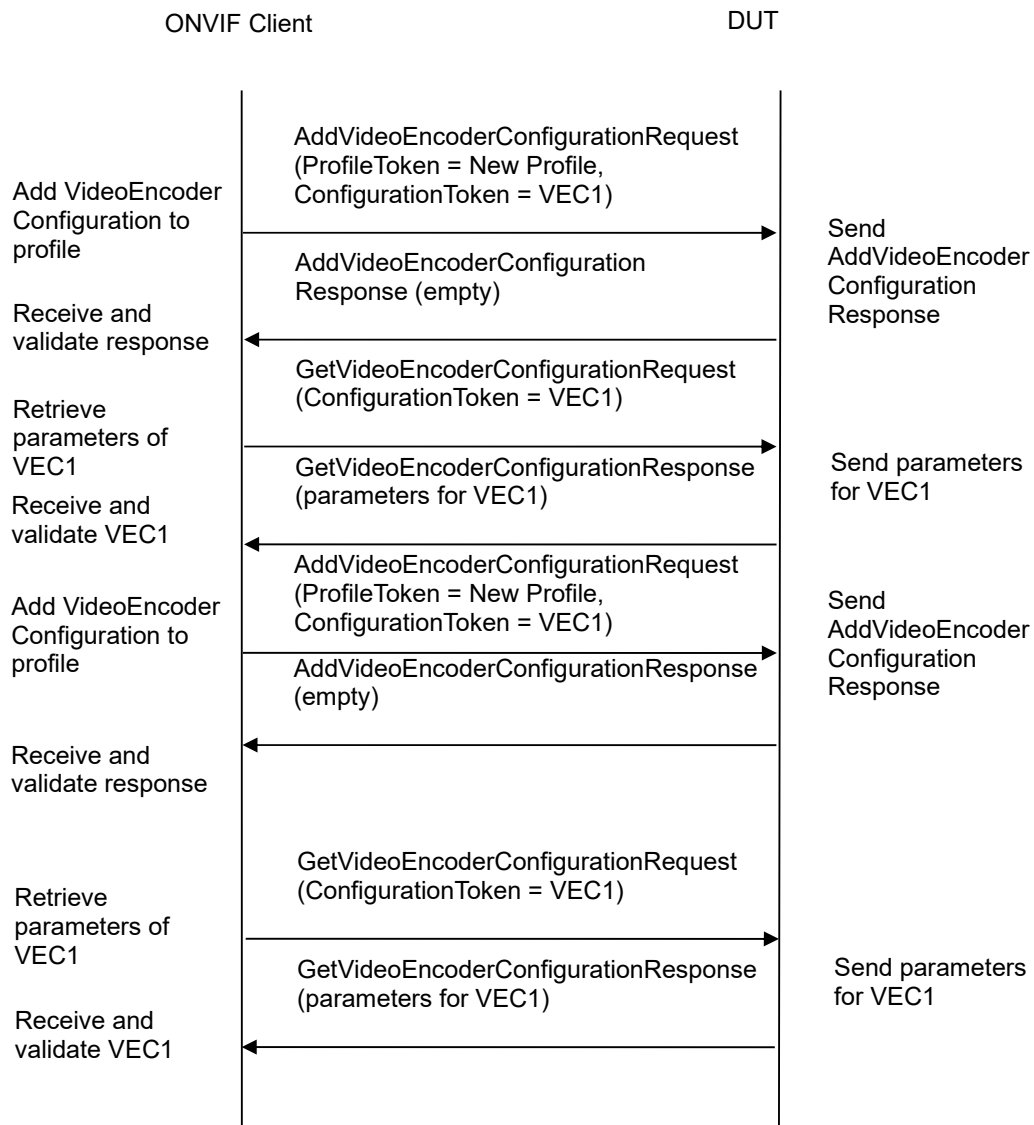 ONVIF Client
DUT
AddVideoEncoderConfigurationRequest
(ProfileToken = New Profile,
ConfigurationToken = VEC1)
Add VideoEncoder
Configuration to
profile
Send
AddVideoEncoder
Configuration
Response
AddVideoEncoderConfiguration
Response (empty)
Receive and
validate response
GetVideoEncoderConfigurationRequest
(ConfigurationToken = VEC1)
Retrieve
parameters of
VEC1
Send parameters
for VEC1
GetVideoEncoderConfigurationResponse
(parameters for VEC1)
Receive and
validate VEC1
AddVideoEncoderConfigurationRequest
(ProfileToken = New Profile,
ConfigurationToken = VEC1)
Add VideoEncoder
Configuration to
profile
Send
AddVideoEncoder
Configuration
Response
AddVideoEncoderConfigurationResponse
(empty)
Receive and
validate response
GetVideoEncoderConfigurationRequest
(ConfigurationToken = VEC1)
Retrieve
parameters of
VEC1
Send parameters
for VEC1
GetVideoEncoderConfigurationResponse
(parameters for VEC1)
Receive and
validate VEC1